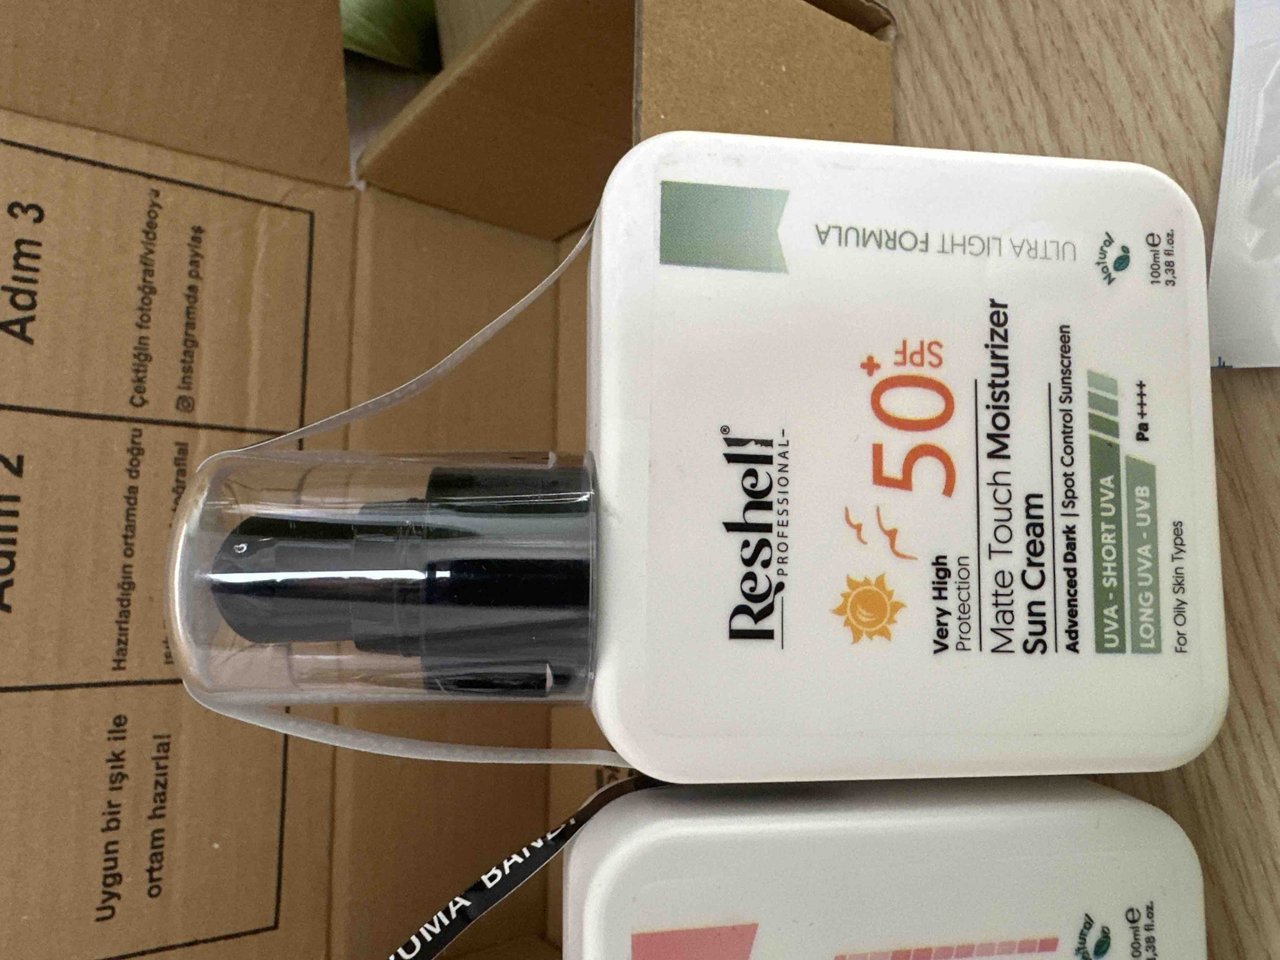 Reshell®
PROFESSIONAL
50+
SPF
Very High
Protection
Matte Touch Moisturizer
Sun Cream
Advenced Dark | Spot Control Sunscreen
UVA - SHORT UVA
LONG UVA - UVB
Pa++++
For Oily Skin Types
ULTRA LIGHT FORMULA
Natural
100ml e
3,38 fl.oz.
Adım 3
Çektiğin fotoğraf/videoyu
@ instagramda paylaş
Adım 2
Hazırladığın ortamda doğru
Uygun bir ışık ile
ortam hazırla!